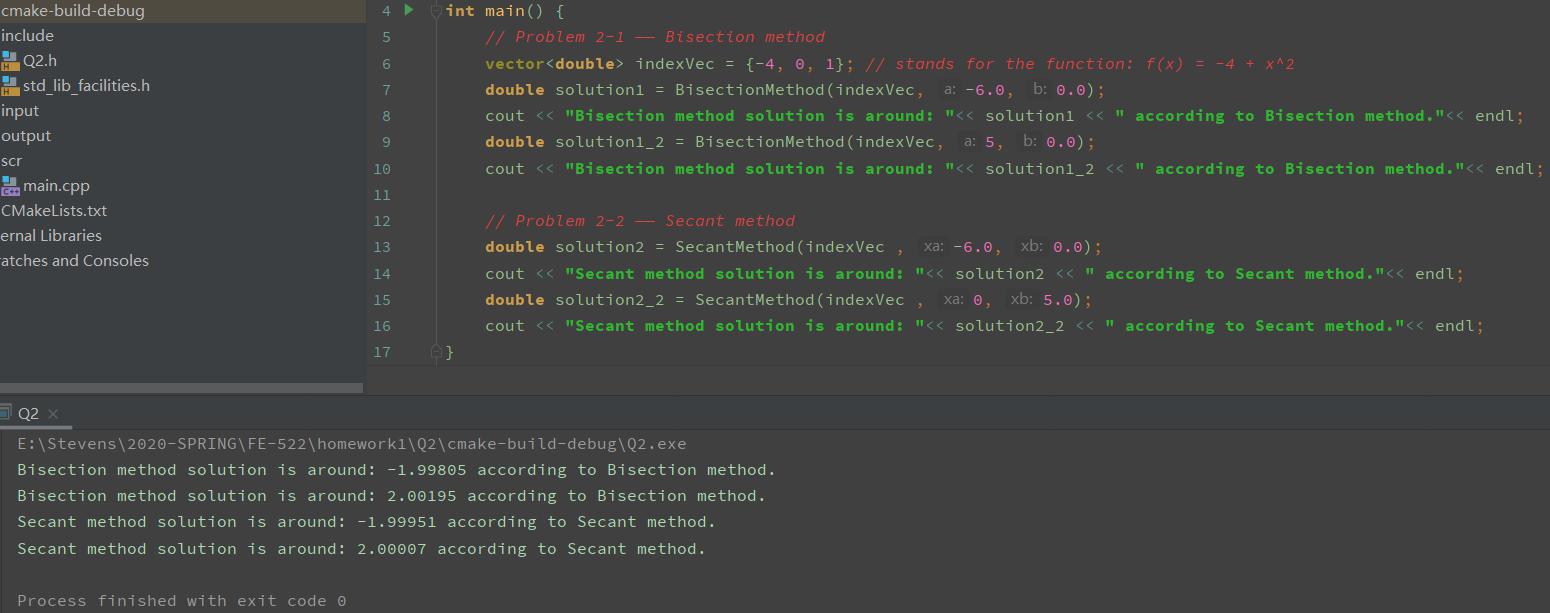 cmake-build-debug
include
Q2.h
std_lib_facilities.h
input
output
scr
main.cpp
CMakeLists.txt
ernal Libraries
ratches and Consoles
4 int main() {
5 // Problem 2-1 —— Bisection method
6 vector<double> indexVec = {-4, 0, 1}; // stands for the function: f(x) = -4 + x^2
7 double solution1 = BisectionMethod(indexVec, a: -6.0, b: 0.0);
8 cout << "Bisection method solution is around: "<< solution1 << " according to Bisection method."<< endl;
9 double solution1_2 = BisectionMethod(indexVec, a: 5, b: 0.0);
10 cout << "Bisection method solution is around: "<< solution1_2 << " according to Bisection method."<< endl;
11
12 // Problem 2-2 —— Secant method
13 double solution2 = SecantMethod(indexVec , xa: -6.0, xb: 0.0);
14 cout << "Secant method solution is around: "<< solution2 << " according to Secant method."<< endl;
15 double solution2_2 = SecantMethod(indexVec , xa: 0, xb: 5.0);
16 cout << "Secant method solution is around: "<< solution2_2 << " according to Secant method."<< endl;
17 }
Q2
E:\Stevens\2020-SPRING\FE-522\homework1\Q2\cmake-build-debug\Q2.exe
Bisection method solution is around: -1.99805 according to Bisection method.
Bisection method solution is around: 2.00195 according to Bisection method.
Secant method solution is around: -1.99951 according to Secant method.
Secant method solution is around: 2.00007 according to Secant method.
Process finished with exit code 0